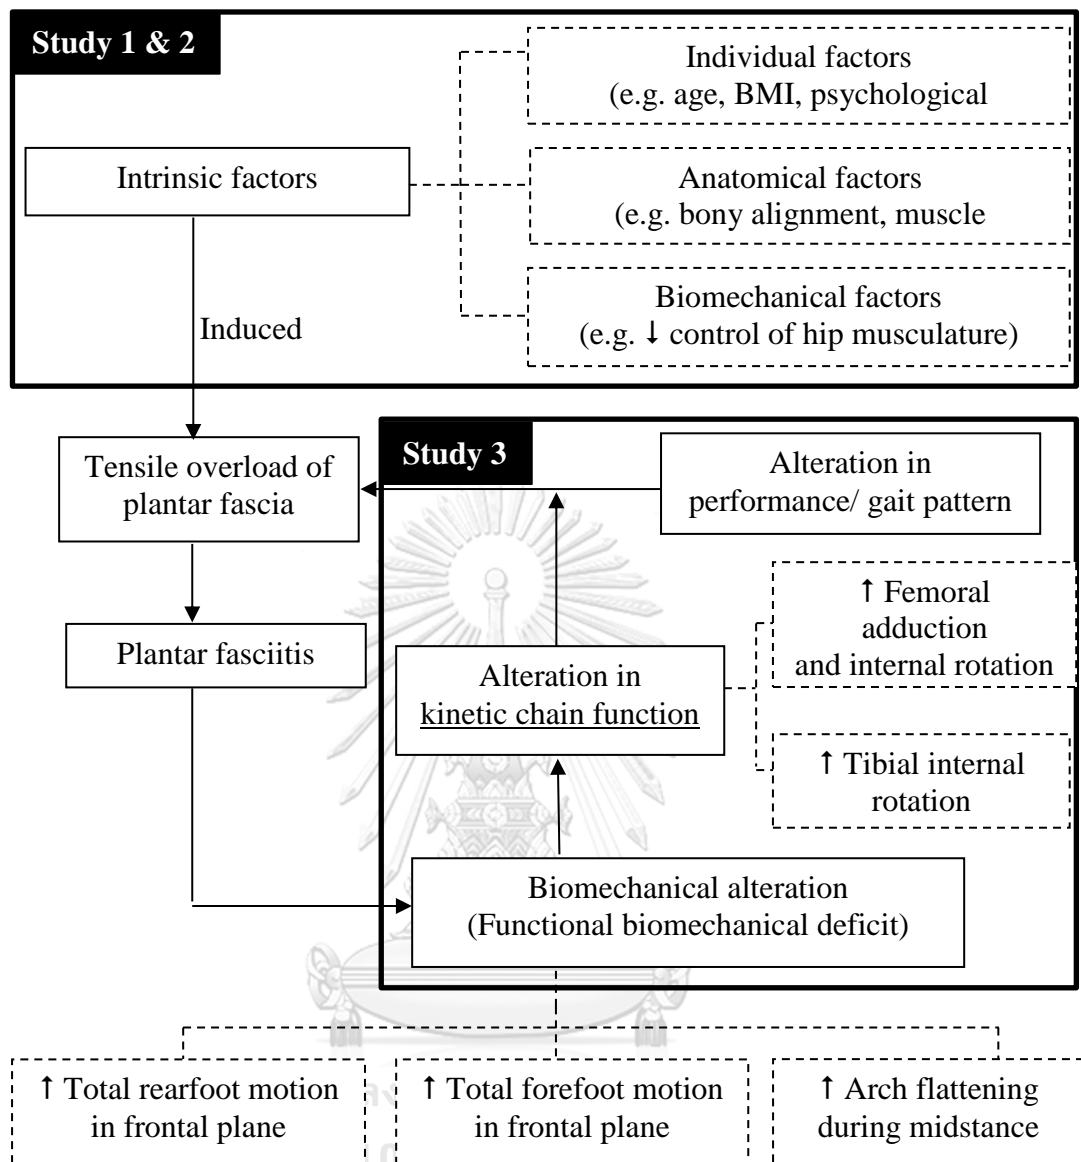 Study 1 & 2
Individual factors
(e.g. age, BMI, psychological
Intrinsic factors
Anatomical factors
(e.g. bony alignment, muscle
Biomechanical factors
(e.g. ↓ control of hip musculature)
Induced
Study 3
Tensile overload of
plantar fascia
Alteration in
performance/ gait pattern
↑ Femoral
adduction
and internal rotation
Plantar fasciitis
Alteration in
kinetic chain function
↑ Tibial internal
rotation
Biomechanical alteration
(Functional biomechanical deficit)
↑ Total rearfoot motion
in frontal plane
↑ Total forefoot motion
in frontal plane
↑ Arch flattening
during midstance